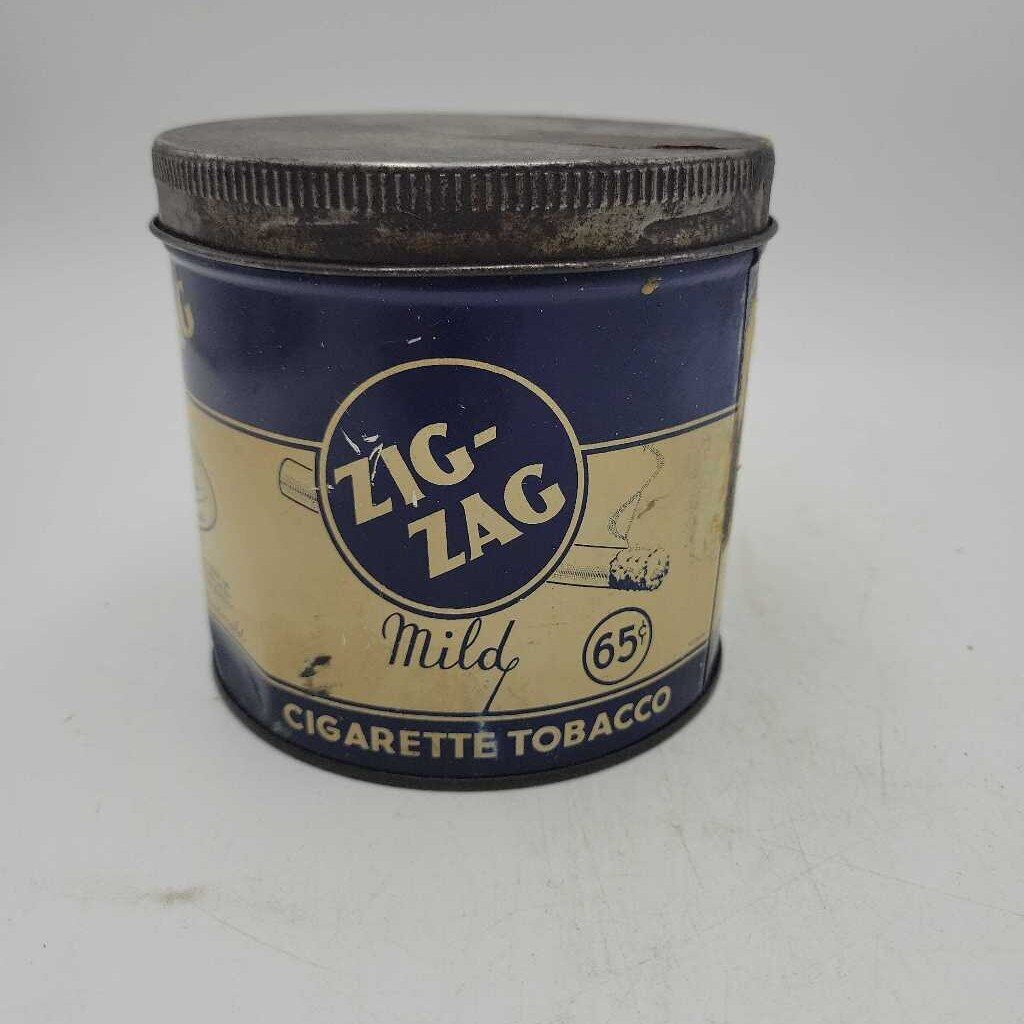 ZIG-
ZAG
Mild
65¢
CIGARETTE TOBACCO